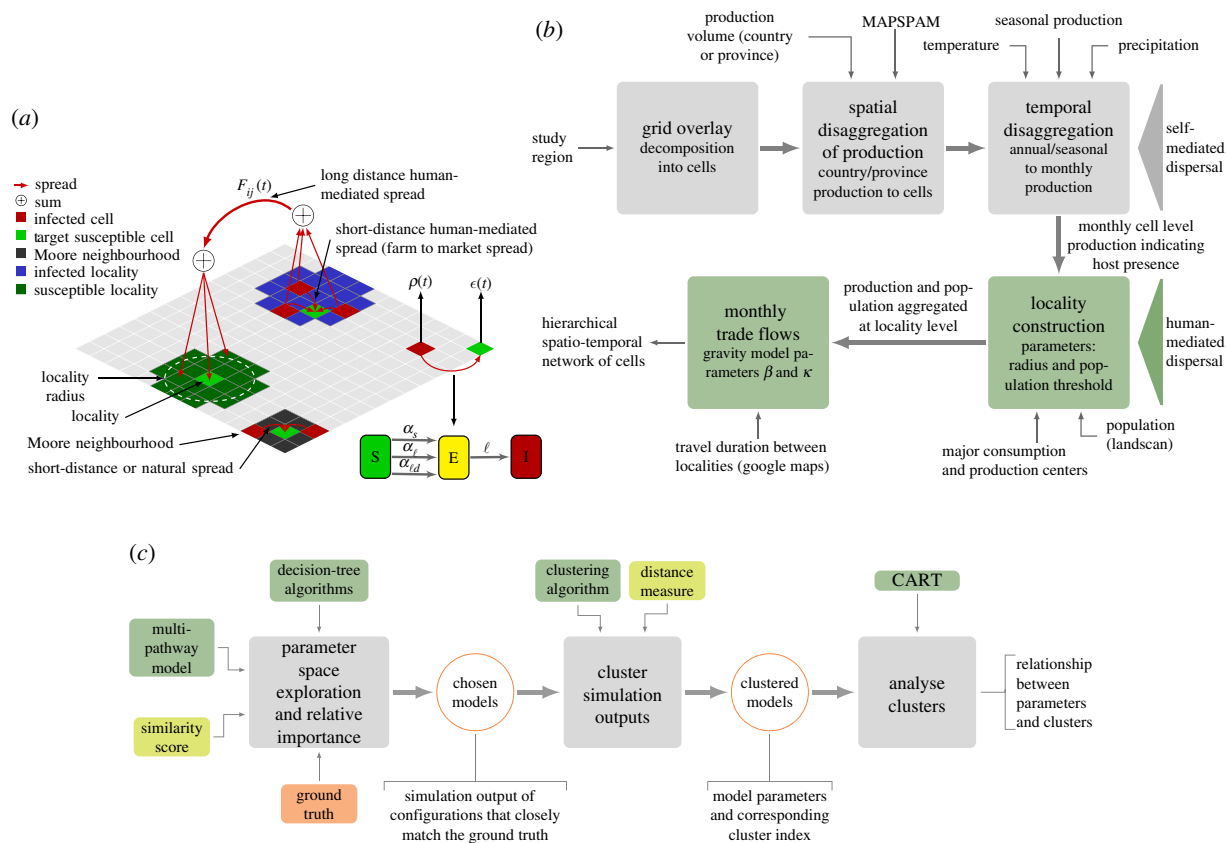 (a)
spread
sum
infected cell
target susceptible cell
Moore neighbourhood
infected locality
susceptible locality
F_ij (t)
long distance human-
mediated spread
short-distance human-mediated
spread (farm to market spread)
ρ(t)
ϵ(t)
locality
radius
locality
Moore neighbourhood
short-distance or natural spread
S
α_s
α_ℓ
α_ℓd
E
ℓ
I
(b)
production
volume (country
or province)
MAPSPAM
seasonal production
temperature
precipitation
study
region
grid overlay
decomposition
into cells
spatial
disaggregation
of production
country/province
production to cells
temporal
disaggregation
annual/seasonal
to monthly
production
self-
mediated
dispersal
monthly cell level
production indicating
host presence
hierarchical
spatio-temporal
network of cells
monthly
trade flows
gravity model pa-
rameters β and κ
production and pop-
ulation aggregated
at locality level
locality
construction
parameters:
radius and pop-
ulation threshold
human-
mediated
dispersal
travel duration between
localities (google maps)
major consumption
and production centers
population
(landscan)
(c)
decision-tree
algorithms
multi-
pathway
model
similarity
score
parameter
space
exploration
and relative
importance
ground
truth
chosen
models
simulation output of
configurations that closely
match the ground truth
clustering
algorithm
distance
measure
cluster
simulation
outputs
clustered
models
model parameters
and corresponding
cluster index
CART
analyse
clusters
relationship
between
parameters
and clusters